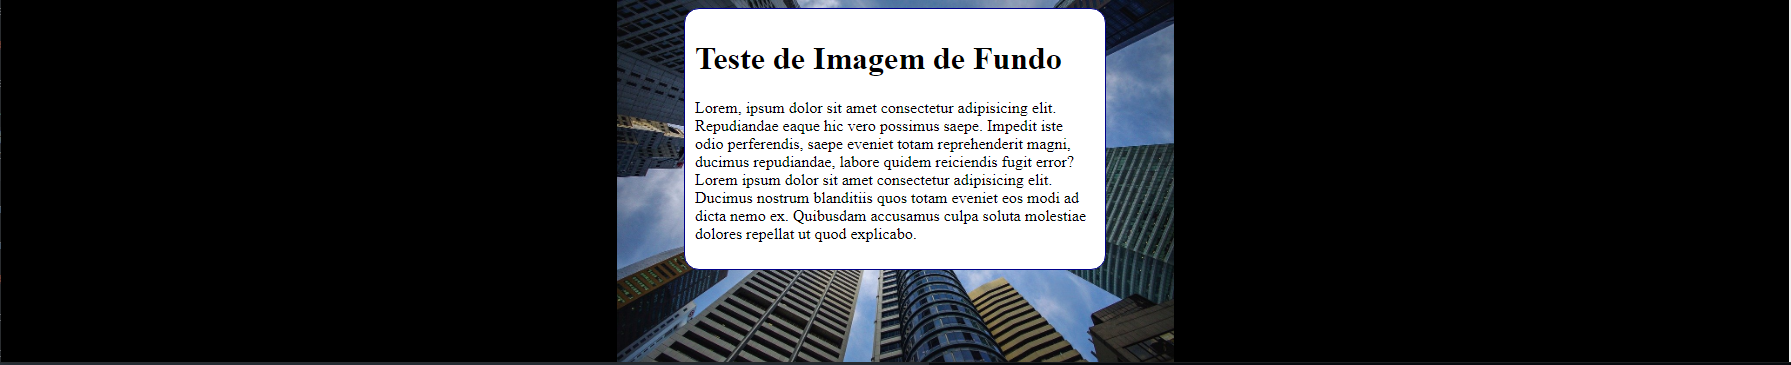 Teste de Imagem de Fundo
Lorem, ipsum dolor sit amet consectetur adipisicing elit.
Repudiandae eaque hic vero possimus saepe. Impedit iste
odio perferendis, saepe eveniet totam reprehenderit magni,
ducimus repudiandae, labore quidem reiciendis fugit error?
Lorem ipsum dolor sit amet consectetur adipisicing elit.
Ducimus nostrum blanditiis quos totam eveniet eos modi ad
dicta nemo ex. Quibusdam accusamus culpa soluta molestiae
dolores repellat ut quod explicabo.